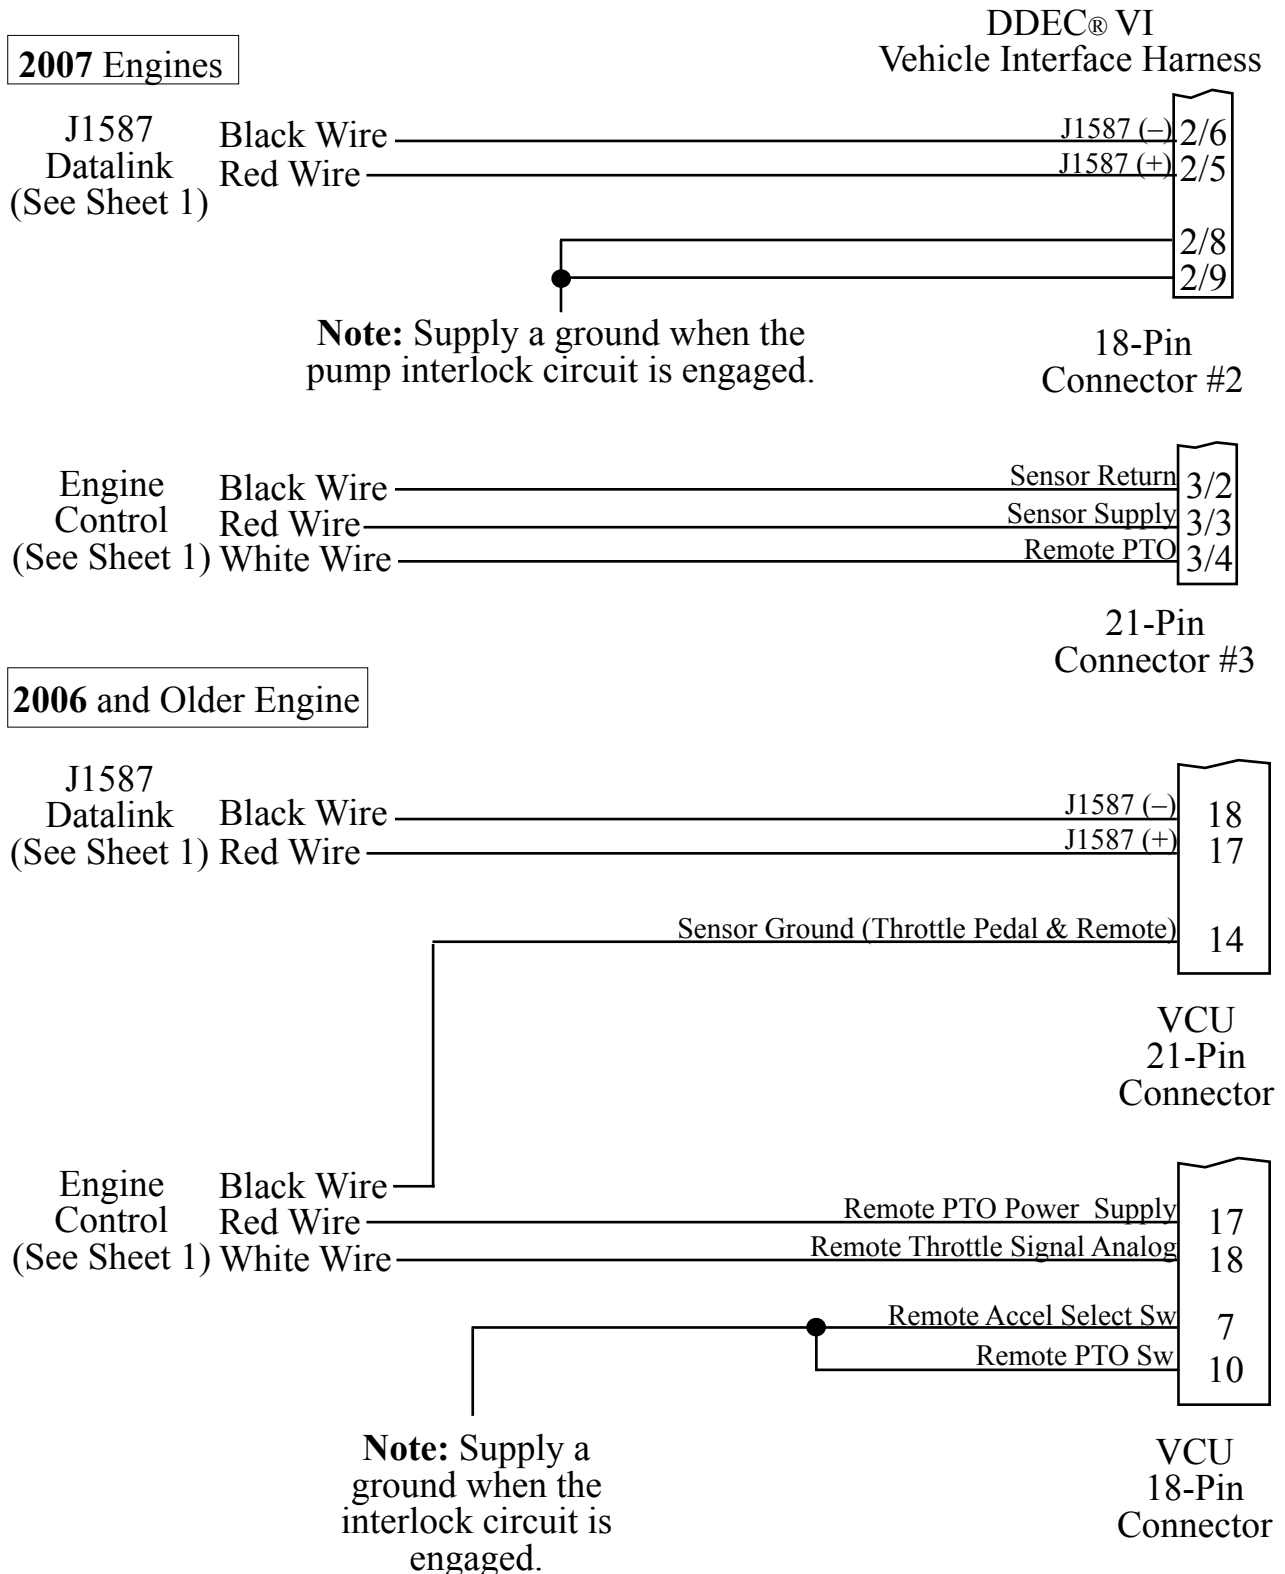 DDEC® VI
Vehicle Interface Harness
2007 Engines
J1587
Datalink
(See Sheet 1)
Black Wire
Red Wire
J1587 (–)
J1587 (+)
2/6
2/5
2/8
2/9
Note: Supply a ground when the
pump interlock circuit is engaged.
18-Pin
Connector #2
Engine
Control
(See Sheet 1)
Black Wire
Red Wire
White Wire
Sensor Return
Sensor Supply
Remote PTO
3/2
3/3
3/4
21-Pin
Connector #3
2006 and Older Engine
J1587
Datalink
(See Sheet 1)
Black Wire
Red Wire
J1587 (–)
J1587 (+)
18
17
Sensor Ground (Throttle Pedal & Remote)
14
VCU
21-Pin
Connector
Engine
Control
(See Sheet 1)
Black Wire
Red Wire
White Wire
Remote PTO Power Supply
Remote Throttle Signal Analog
17
18
Remote Accel Select Sw
Remote PTO Sw
7
10
Note: Supply a
ground when the
interlock circuit is
engaged.
VCU
18-Pin
Connector